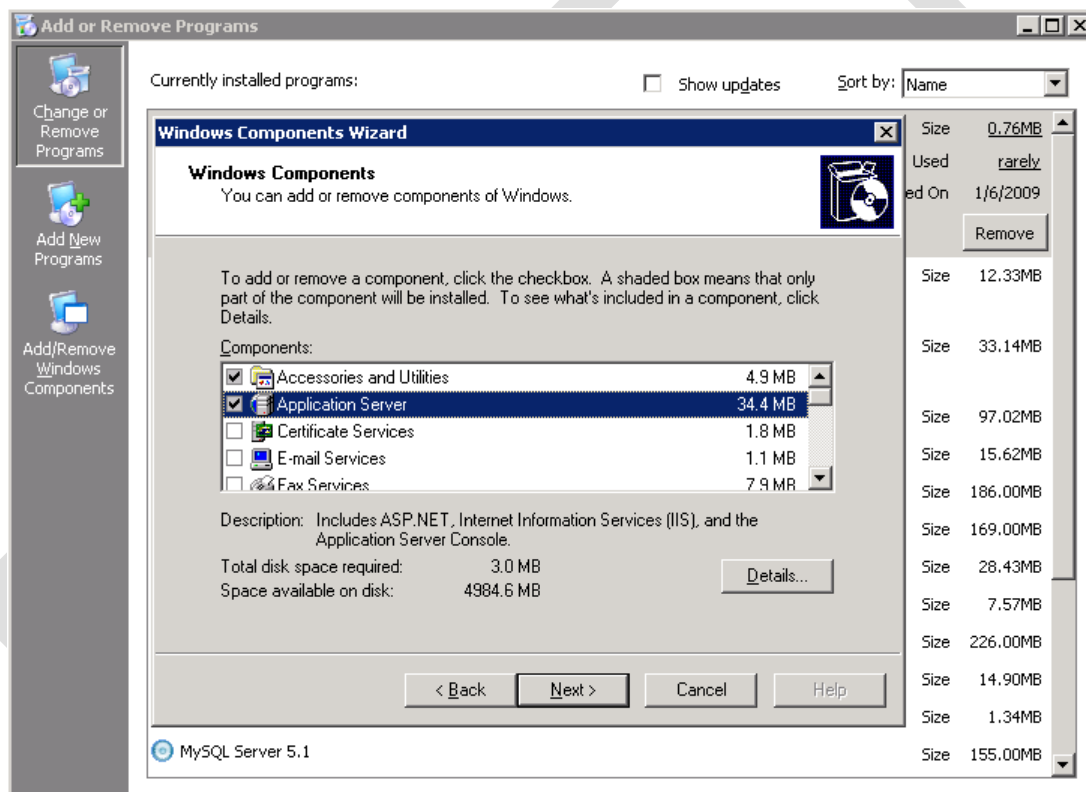 Add or Remove Programs
Change or
Remove
Programs
Add New
Programs
Add/Remove
Windows
Components
Currently installed programs:
Show updates
Sort by: Name
Size 0.76MB
Used rarely
ed On 1/6/2009
Remove
Size 12.33MB
Size 33.14MB
Size 97.02MB
Size 15.62MB
Size 186.00MB
Size 169.00MB
Size 28.43MB
Size 7.57MB
Size 226.00MB
Size 14.90MB
Size 1.34MB
MySQL Server 5.1 Size 155.00MB
Windows Components Wizard
Windows Components
You can add or remove components of Windows.
To add or remove a component, click the checkbox. A shaded box means that only
part of the component will be installed. To see what's included in a component, click
Details.
Components:
Accessories and Utilities 4.9 MB
Application Server 34.4 MB
Certificate Services 1.8 MB
E-mail Services 1.1 MB
Fax Services 7.9 MB
Description: Includes ASP.NET, Internet Information Services (IIS), and the
Application Server Console.
Total disk space required: 3.0 MB
Space available on disk: 4984.6 MB
Details...
< Back
Next >
Cancel
Help